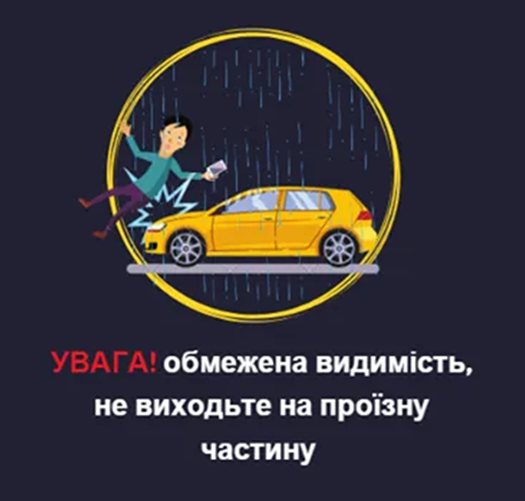 УВАГА! обмежена видимість,
не виходьте на проїзну
частину